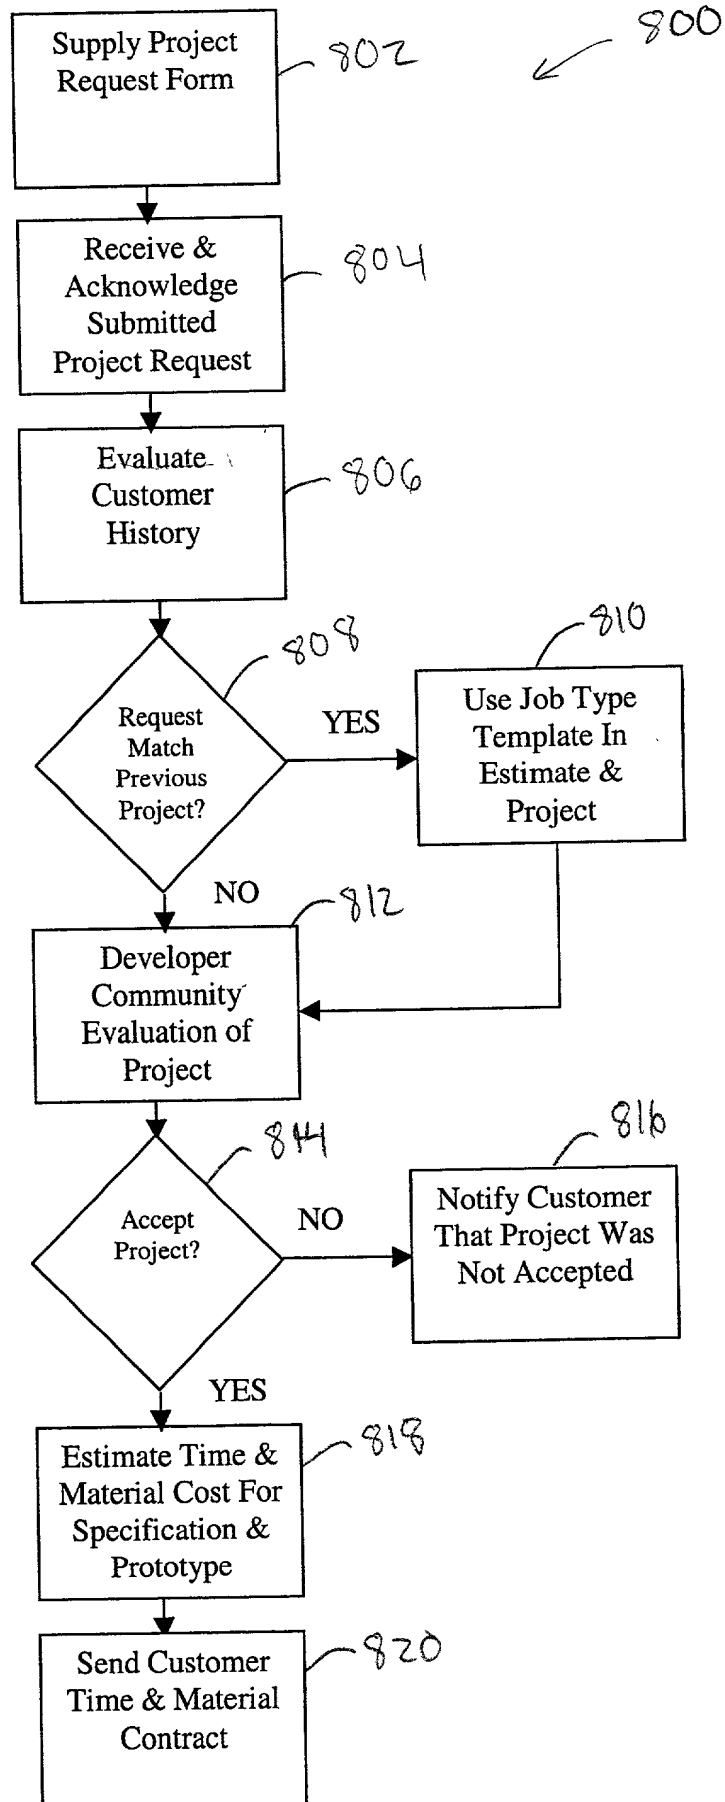 800
Supply Project
Request Form
802
Receive &
Acknowledge
Submitted
Project Request
804
Evaluate
Customer
History
806
Request
Match
Previous
Project?
808
YES
Use Job Type
Template In
Estimate &
Project
810
NO
Developer
Community
Evaluation of
Project
812
Accept
Project?
814
NO
Notify Customer
That Project Was
Not Accepted
816
YES
Estimate Time &
Material Cost For
Specification &
Prototype
818
Send Customer
Time & Material
Contract
820